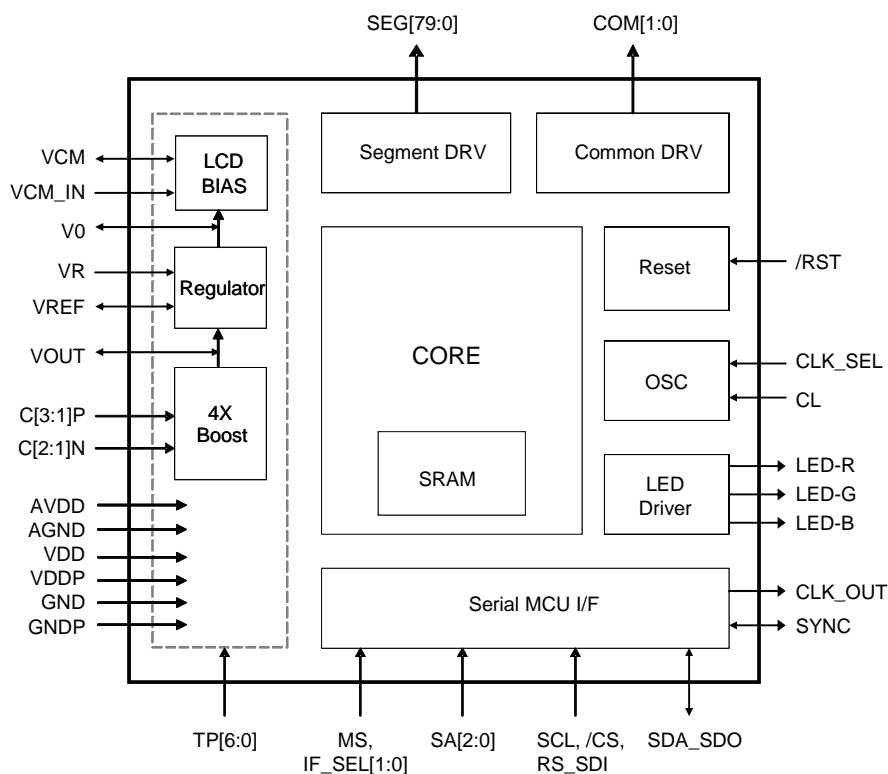 SEG[79:0]
COM[1:0]
LCD
BIAS
Segment DRV
Common DRV
VCM
VCM_IN
V0
VR
VREF
VOUT
C[3:1]P
C[2:1]N
AVDD
AGND
VDD
VDDP
GND
GNDP
Regulator
4X
Boost
CORE
SRAM
Reset
OSC
LED
Driver
/RST
CLK_SEL
CL
LED-R
LED-G
LED-B
Serial MCU I/F
CLK_OUT
SYNC
TP[6:0]
MS,
IF_SEL[1:0]
SA[2:0]
SCL, /CS,
RS_SDI
SDA_SDO